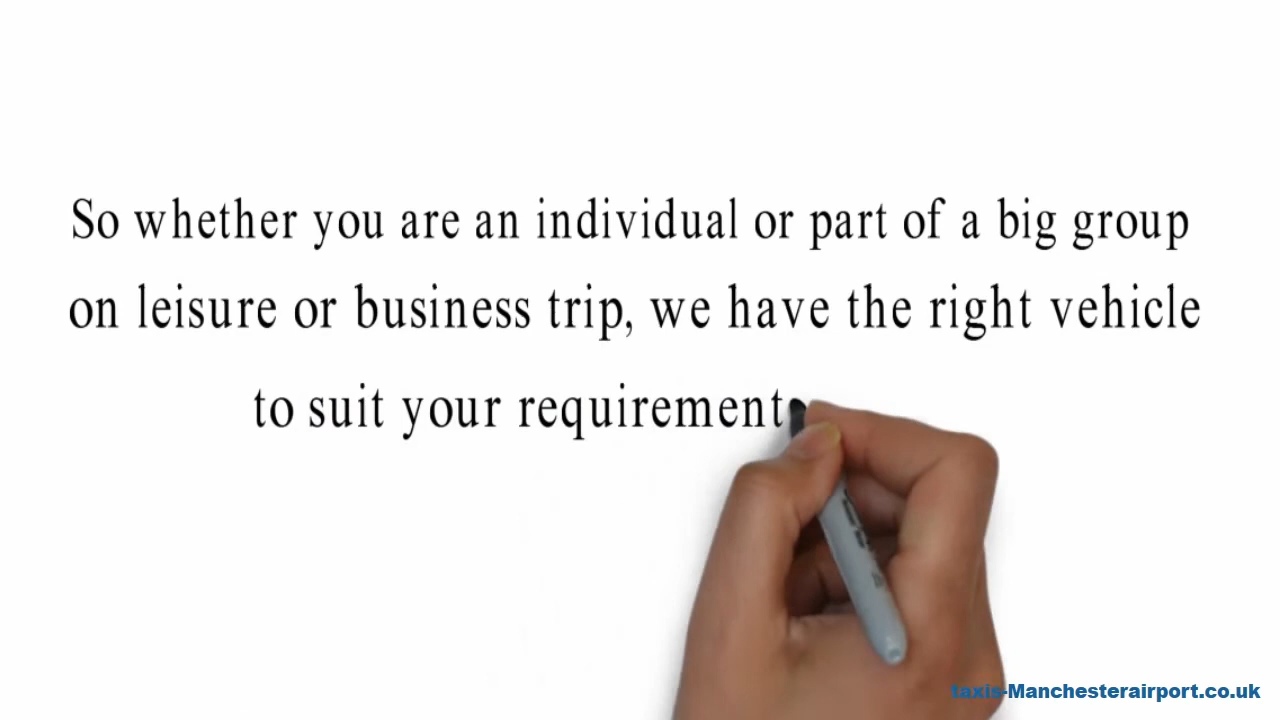 So whether you are an individual or part of a big group
on leisure or business trip, we have the right vehicle
to suit your requirement
taxis-Manchesterairport.co.uk